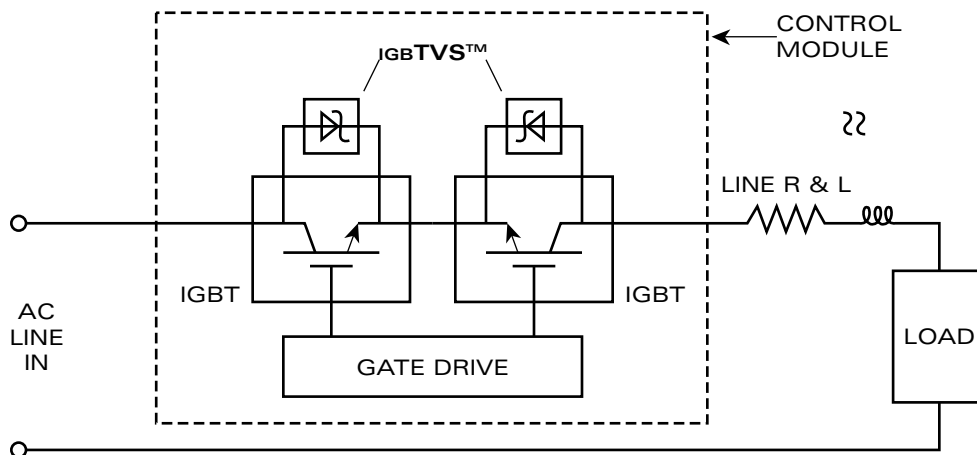 CONTROL
MODULE
IGBTVS™
LINE R & L
IGBT
IGBT
AC
LINE
IN
GATE DRIVE
LOAD